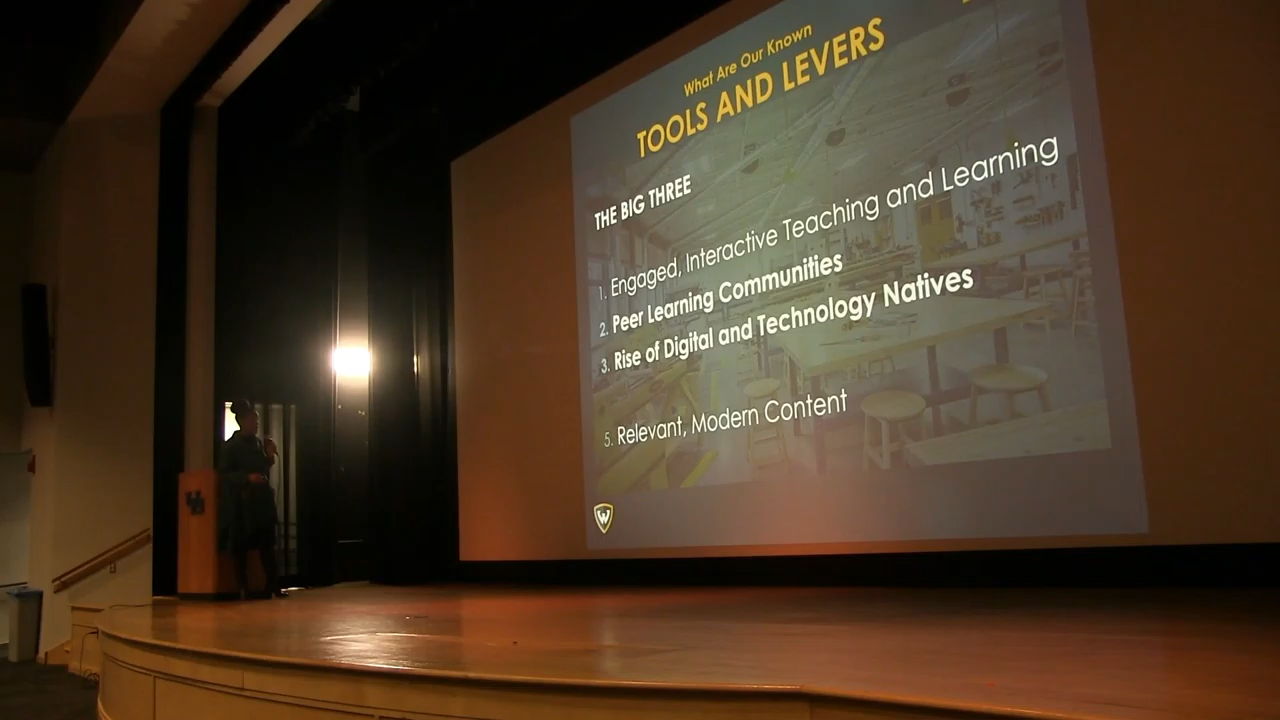 What Are Our Known
TOOLS AND LEVERS
THE BIG THREE
1. Engaged, Interactive Teaching and Learning
2. Peer Learning Communities
3. Rise of Digital and Technology Natives
5. Relevant, Modern Content
W